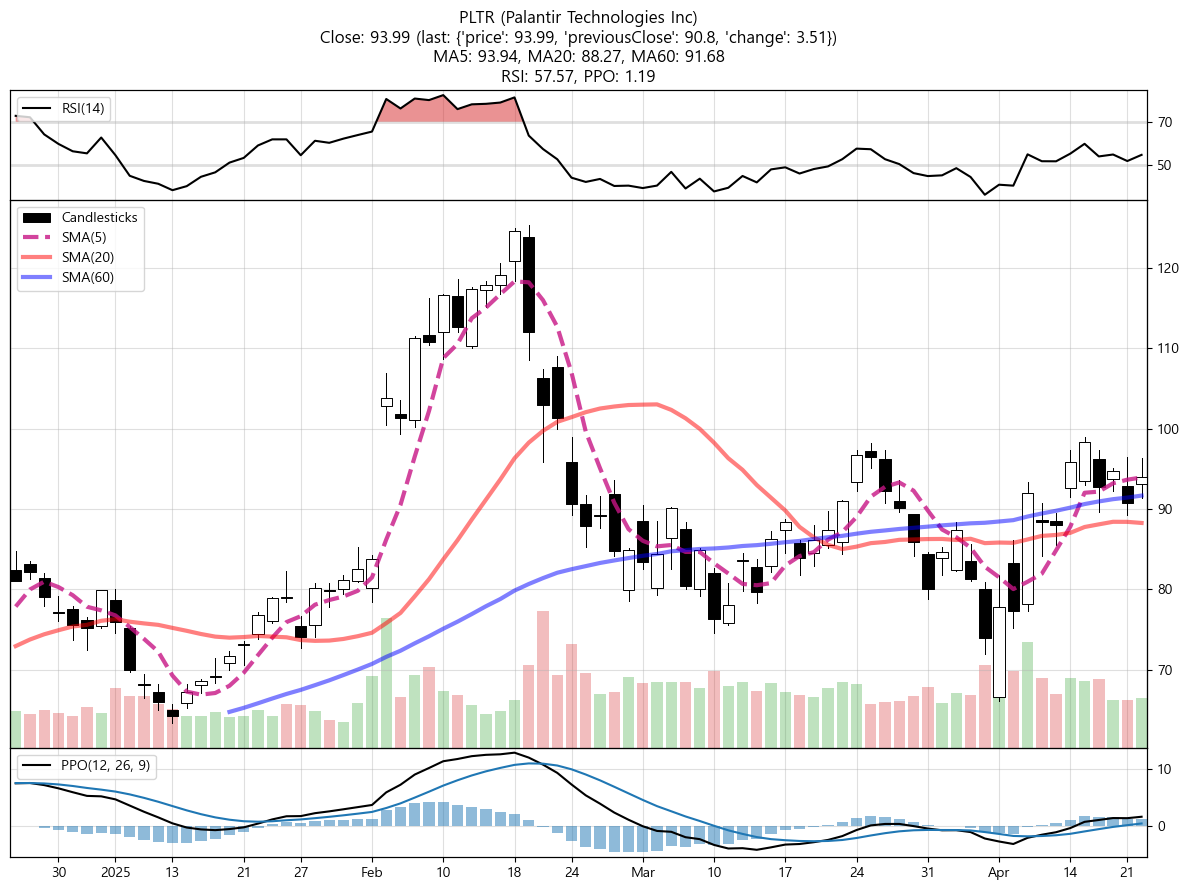 PLTR (Palantir Technologies Inc)
Close: 93.99 (last: {'price': 93.99, 'previousClose': 90.8, 'change': 3.51})
MA5: 93.94, MA20: 88.27, MA60: 91.68
RSI: 57.57, PPO: 1.19
RSI(14)
70
50
Candlesticks
SMA(5)
SMA(20)
SMA(60)
120
110
100
90
80
70
PPO(12, 26, 9)
10
0
30 2025 13 21 27 Feb 10 18 24 Mar 10 17 24 31 Apr 14 21